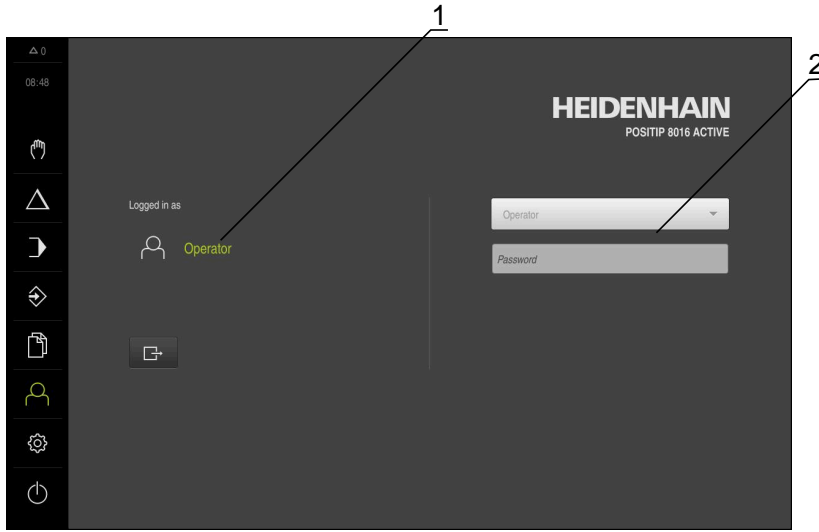 1
2
△ 0
08:48
HEIDENHAIN
POSITIP 8016 ACTIVE
Logged in as
Operator
Operator
Password